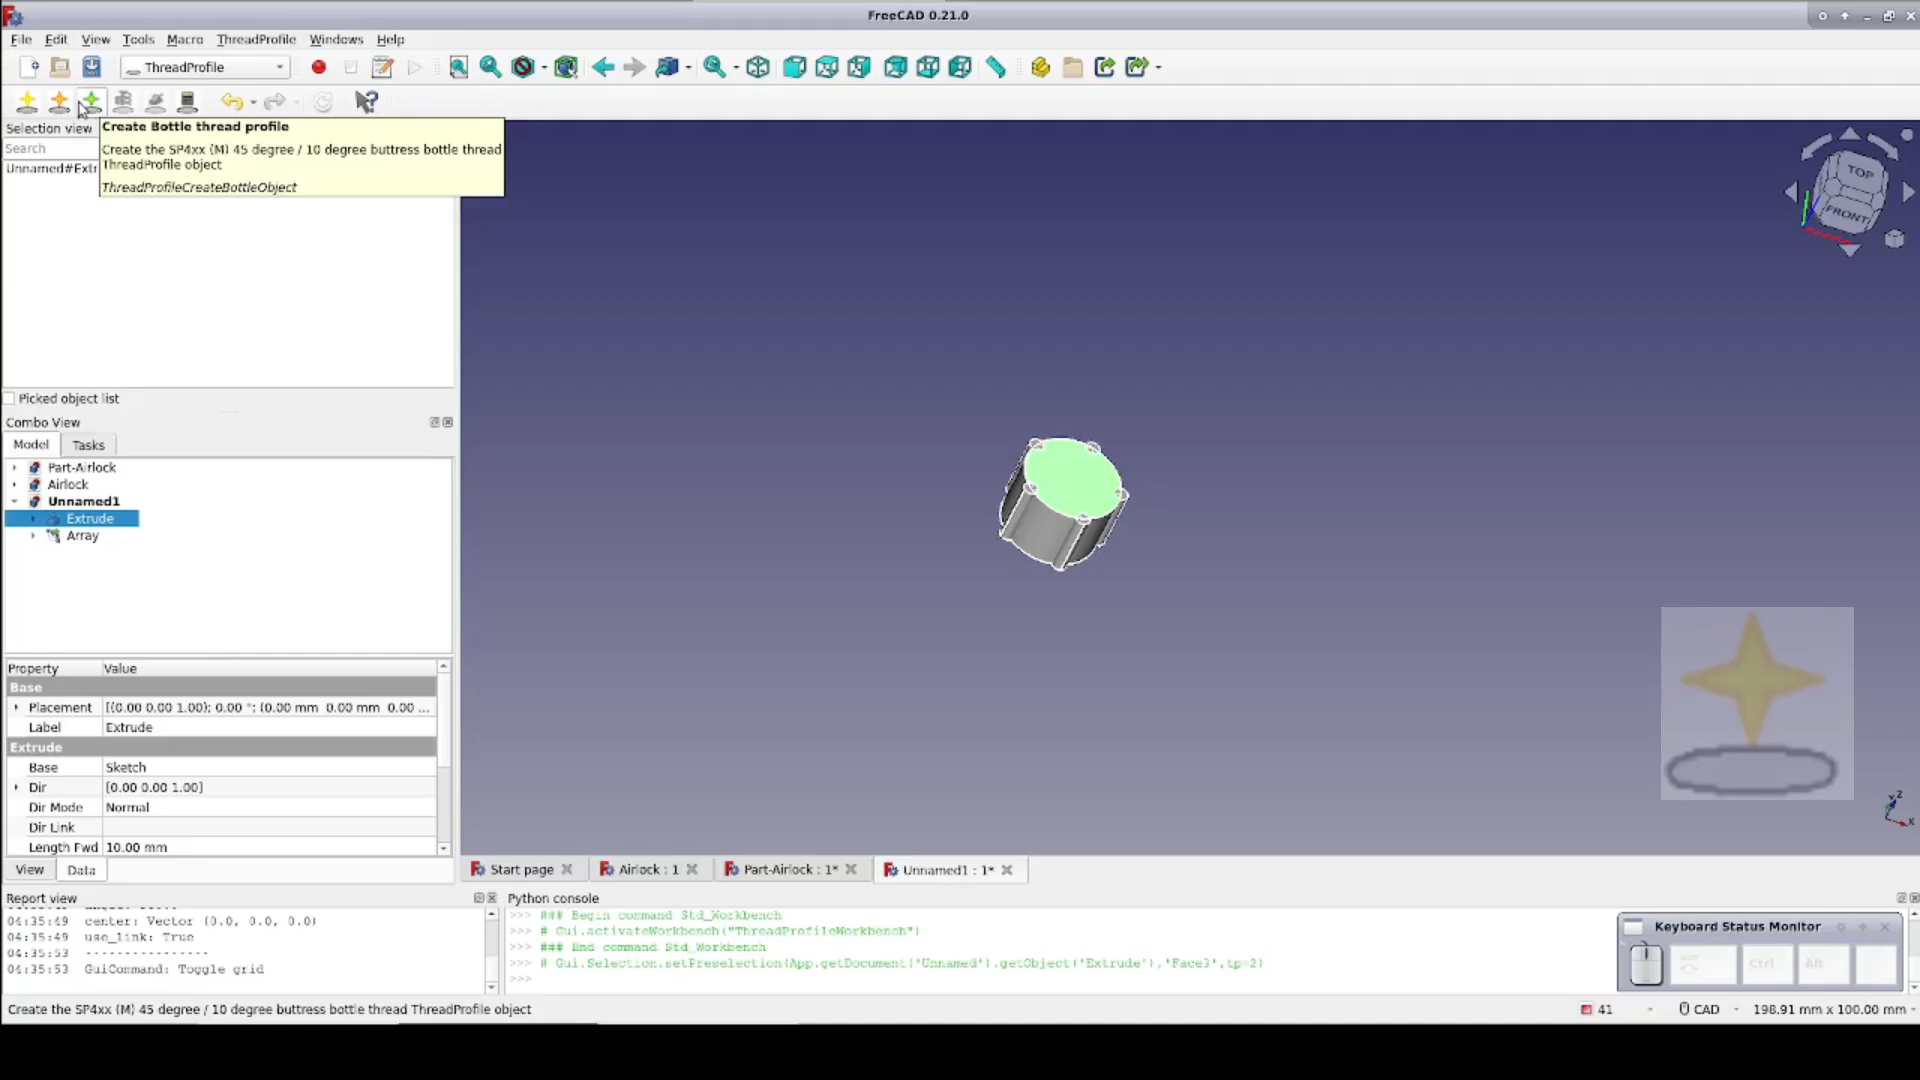 FreeCAD 0.21.0
File Edit View Tools Macro ThreadProfile Windows Help
ThreadProfile
Selection view
Create Bottle thread profile
Search
Create the SP4xx (M) 45 degree / 10 degree buttress bottle thread
ThreadProfile object
Unnamed#Extr
ThreadProfileCreateBottleObject
TOP
FRONT
Picked object list
Combo View
Model Tasks
Part-Airlock
Airlock
Unnamed1
Extrude
Array
Property Value
Base
Placement [(0.00 0.00 1.00); 0.00 °; (0.00 mm 0.00 mm 0.00 ...
Label Extrude
Extrude
Base Sketch
Dir [0.00 0.00 1.00]
Dir Mode Normal
Dir Link
Length Fwd 10.00 mm
Z
X
View Data
Start page Airlock : 1 Part-Airlock : 1* Unnamed1 : 1*
Report view
Python console
04:35:49 center: Vector (0.0, 0.0, 0.0)
04:35:49 use_link: True
04:35:53 ---------------
04:35:53 GuiCommand: Toggle grid
>>> ### Begin command Std_Workbench
>>> # Gui.activateWorkbench("ThreadProfileWorkbench")
>>> ### End command Std_Workbench
>>> # Gui.Selection.setPreselection(App.getDocument('Unnamed').getObject('Extrude'),'Face3',tp=2)
>>>
Keyboard Status Monitor
Ctrl Alt
Create the SP4xx (M) 45 degree / 10 degree buttress bottle thread ThreadProfile object
41 CAD 198.91 mm x 100.00 mm